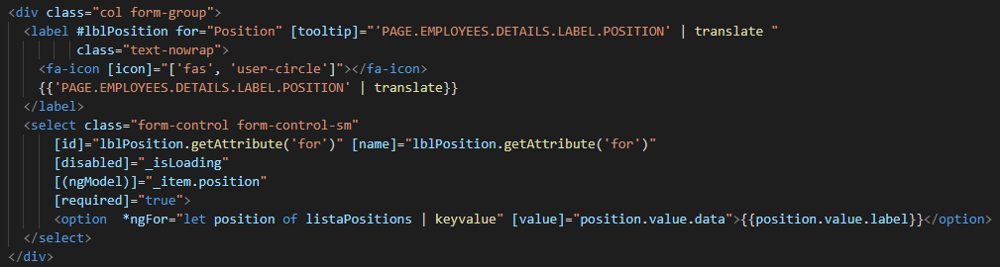 <div class="col form-group">
<label #lblPosition for="Position" [tooltip]="'PAGE.EMPLOYEES.DETAILS.LABEL.POSITION' | translate "
class="text-nowrap">
<fa-icon [icon]="['fas', 'user-circle']"></fa-icon>
{{'PAGE.EMPLOYEES.DETAILS.LABEL.POSITION' | translate}}
</label>
<select class="form-control form-control-sm"
[id]="lblPosition.getAttribute('for')" [name]="lblPosition.getAttribute('for')"
[disabled]="_isLoading"
[(ngModel)]="_item.position"
[required]="true">
<option  *ngFor="let position of listaPositions | keyvalue" [value]="position.value.data">{{position.value.label}}</option>
</select>
</div>